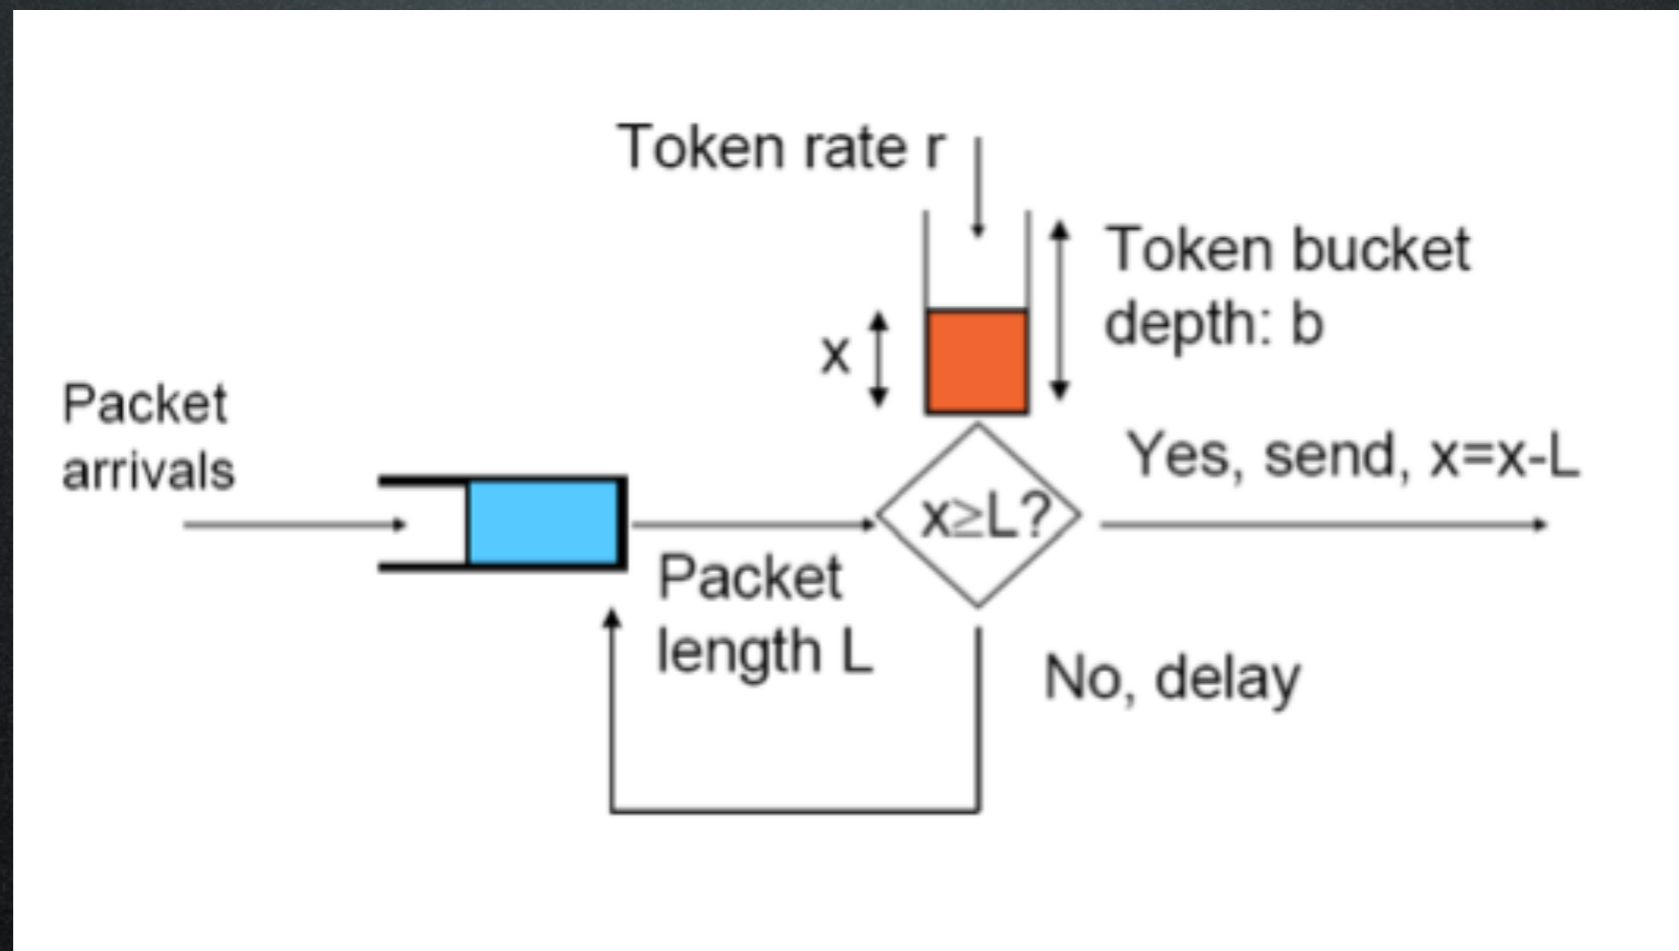 Token rate r
Token bucket
depth: b
x
Packet
arrivals
Yes, send, x=x-L
x≥L?
Packet
length L
No, delay